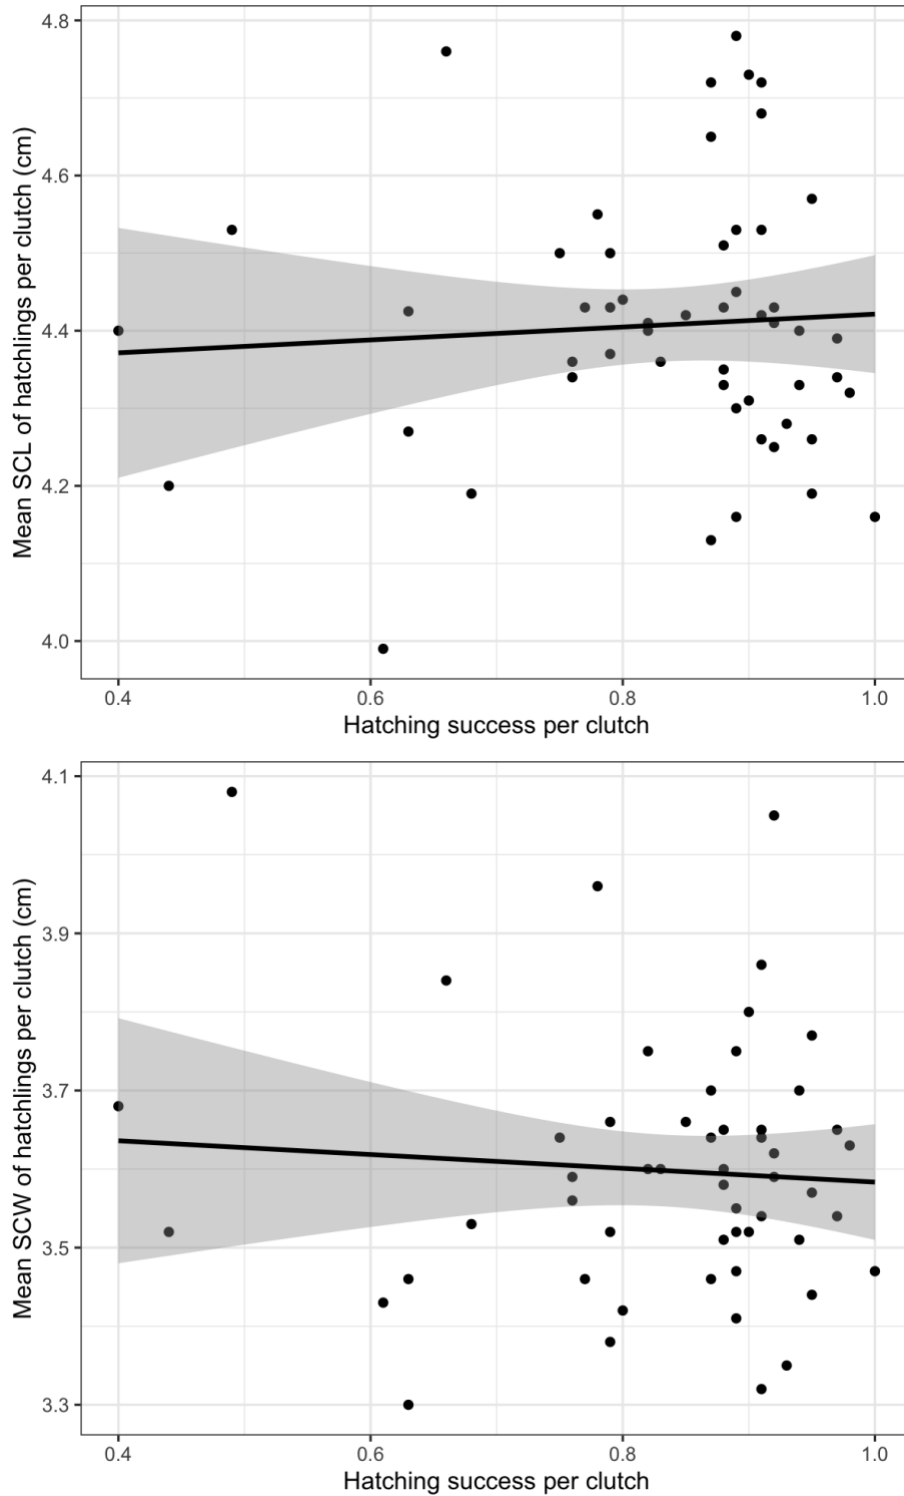 4.8
4.6
4.4
4.2
4.0
Mean SCL of hatchlings per clutch (cm)
0.4 0.6 0.8 1.0
Hatching success per clutch
4.1
3.9
3.7
3.5
3.3
Mean SCW of hatchlings per clutch (cm)
0.4 0.6 0.8 1.0
Hatching success per clutch